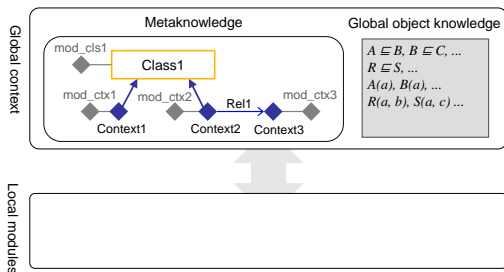 Metaknowledge
Global object knowledge
Global context
mod_cls1
Class1
mod_ctx1
mod_ctx2
Rel1
mod_ctx3
Context1
Context2
Context3
A ⊑ B, B ⊑ C, ...
R ⊑ S, ...
A(a), B(a), ...
R(a, b), S(a, c) ...
Local modules